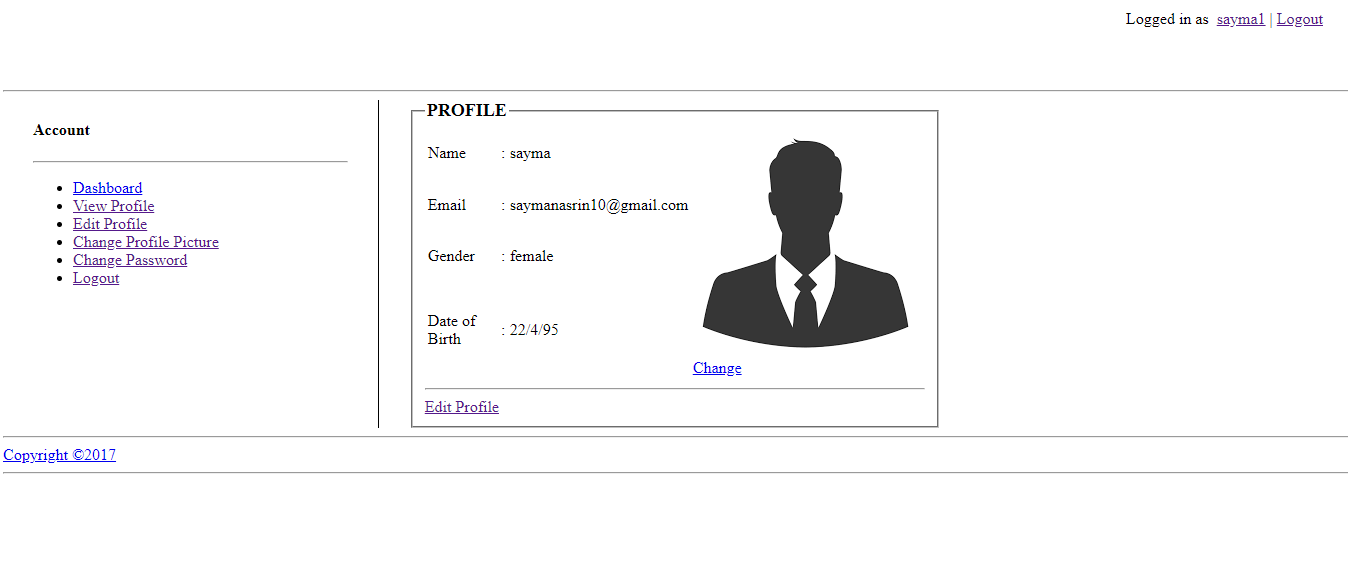 Logged in as sayma1 | Logout
Account
Dashboard
View Profile
Edit Profile
Change Profile Picture
Change Password
Logout
PROFILE
Name : sayma
Email : saymanasrin10@gmail.com
Gender : female
Date of
Birth : 22/4/95
Change
Edit Profile
Copyright ©2017